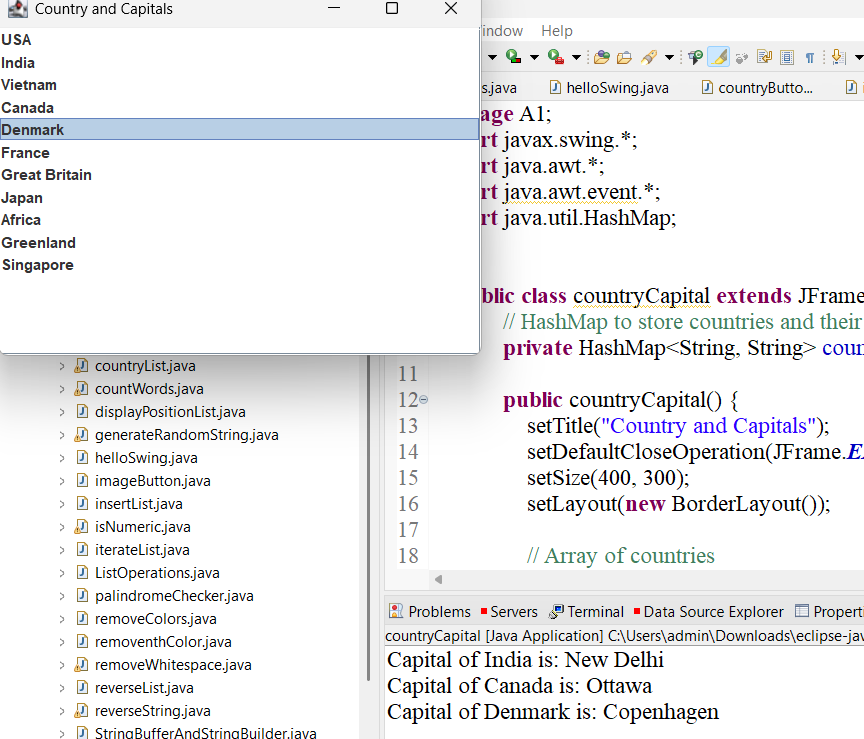 Country and Capitals
USA
India
Vietnam
Canada
Denmark
France
Great Britain
Japan
Africa
Greenland
Singapore
indow Help
s.java
helloSwing.java
countryButto...
age A1;
rt javax.swing.*;
rt java.awt.*;
rt java.awt.event.*;
rt java.util.HashMap;
blic class countryCapital extends JFrame
// HashMap to store countries and their
private HashMap<String, String> coun
11
12 public countryCapital() {
13 setTitle("Country and Capitals");
14 setDefaultCloseOperation(JFrame.EX
15 setSize(400, 300);
16 setLayout(new BorderLayout());
17
18 // Array of countries
countryList.java
countWords.java
displayPositionList.java
generateRandomString.java
helloSwing.java
imageButton.java
insertList.java
isNumeric.java
iterateList.java
ListOperations.java
palindromeChecker.java
removeColors.java
removenthColor.java
removeWhitespace.java
reverseList.java
reverseString.java
StringBufferAndStringBuilder.java
Problems Servers Terminal Data Source Explorer Properti
countryCapital [Java Application] C:\Users\admin\Downloads\eclipse-jav
Capital of India is: New Delhi
Capital of Canada is: Ottawa
Capital of Denmark is: Copenhagen